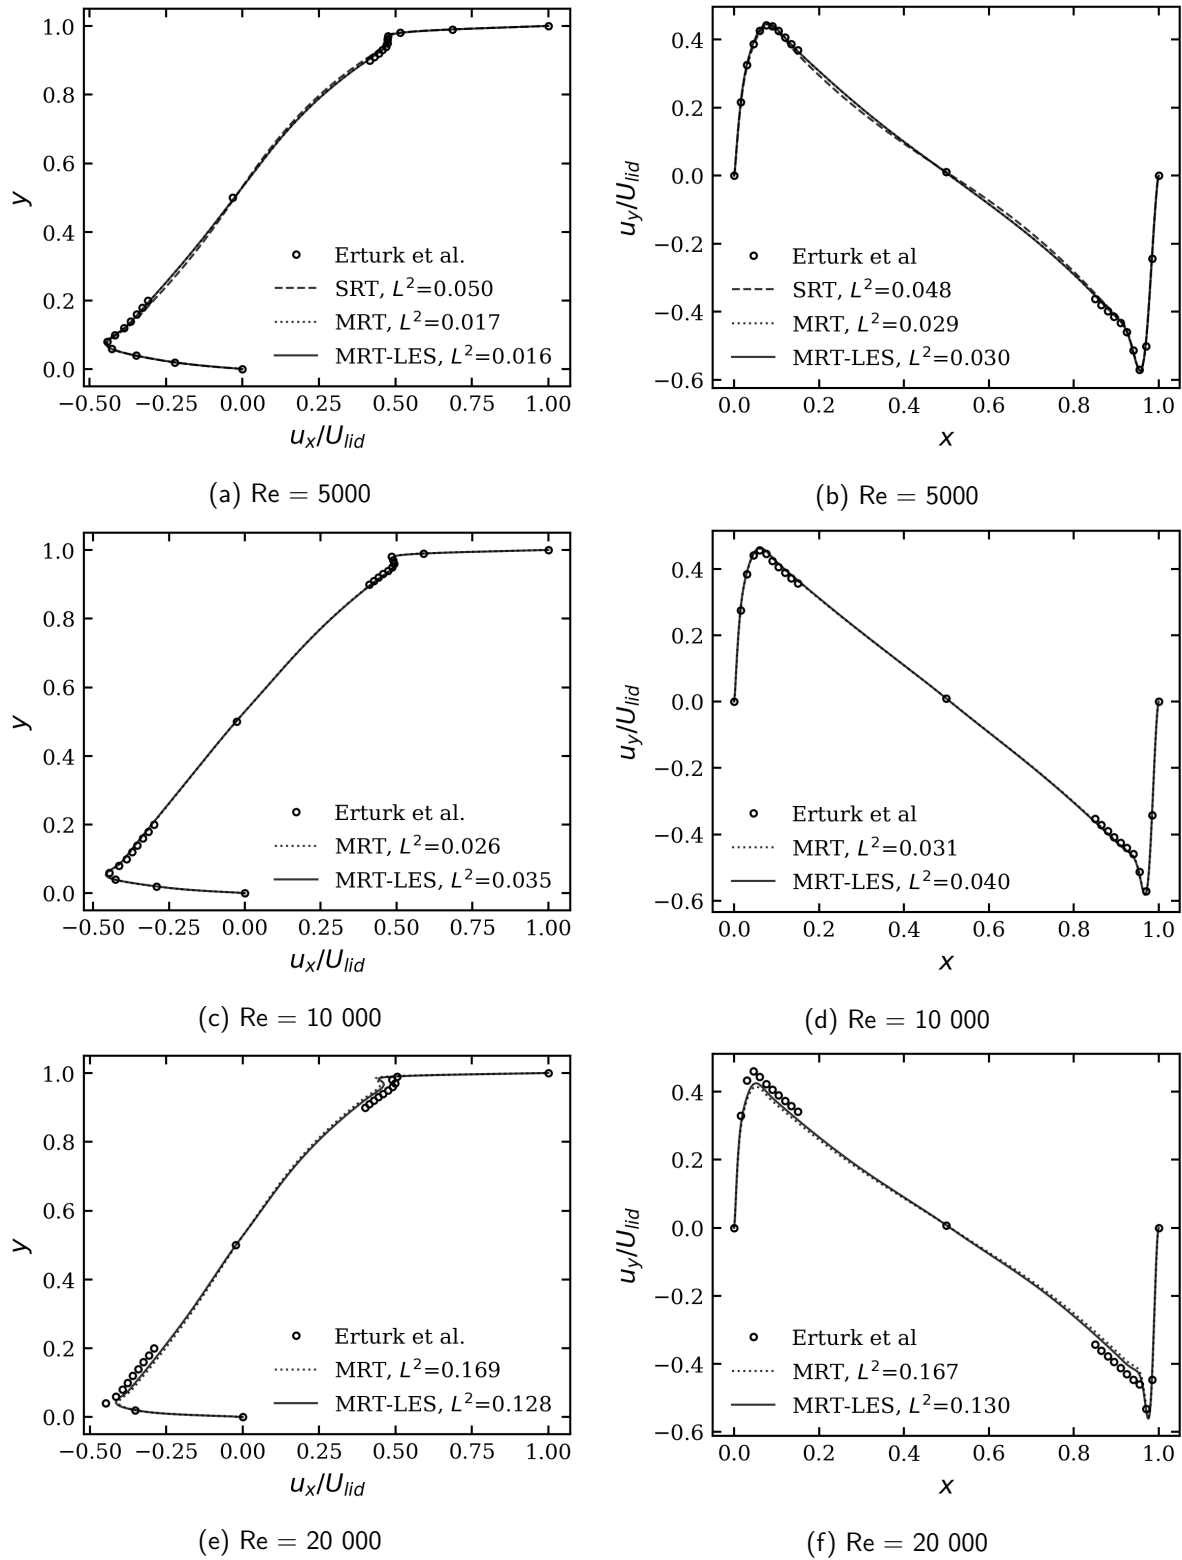 1.0
0.8
0.6
0.4
0.2
0.0
y
Erturk et al.
SRT, L²=0.050
MRT, L²=0.017
MRT-LES, L²=0.016
−0.50 −0.25 0.00 0.25 0.50 0.75 1.00
uₓ/U_lid
(a) Re = 5000
0.4
0.2
0.0
−0.2
−0.4
−0.6
u_y/U_lid
Erturk et al
SRT, L²=0.048
MRT, L²=0.029
MRT-LES, L²=0.030
0.0 0.2 0.4 0.6 0.8 1.0
x
(b) Re = 5000
1.0
0.8
0.6
0.4
0.2
0.0
y
Erturk et al.
MRT, L²=0.026
MRT-LES, L²=0.035
−0.50 −0.25 0.00 0.25 0.50 0.75 1.00
uₓ/U_lid
(c) Re = 10 000
0.4
0.2
0.0
−0.2
−0.4
−0.6
u_y/U_lid
Erturk et al
MRT, L²=0.031
MRT-LES, L²=0.040
0.0 0.2 0.4 0.6 0.8 1.0
x
(d) Re = 10 000
1.0
0.8
0.6
0.4
0.2
0.0
y
Erturk et al.
MRT, L²=0.169
MRT-LES, L²=0.128
−0.50 −0.25 0.00 0.25 0.50 0.75 1.00
uₓ/U_lid
(e) Re = 20 000
0.4
0.2
0.0
−0.2
−0.4
−0.6
u_y/U_lid
Erturk et al
MRT, L²=0.167
MRT-LES, L²=0.130
0.0 0.2 0.4 0.6 0.8 1.0
x
(f) Re = 20 000